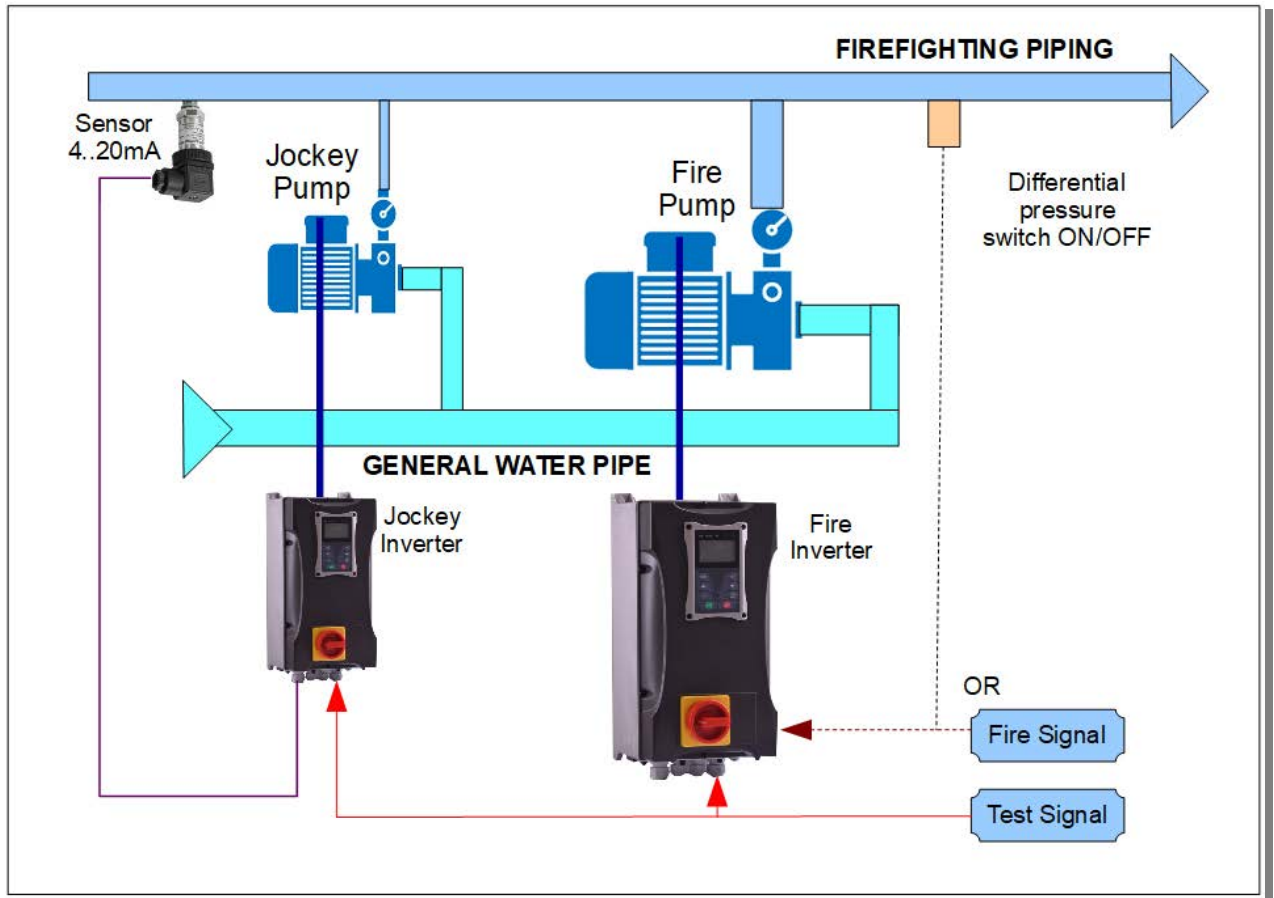 FIREFIGHTING PIPING
Sensor
4..20mA
Jockey
Pump
Fire
Pump
Differential
pressure
switch ON/OFF
GENERAL WATER PIPE
Jockey
Inverter
Fire
Inverter
OR
Fire Signal
Test Signal